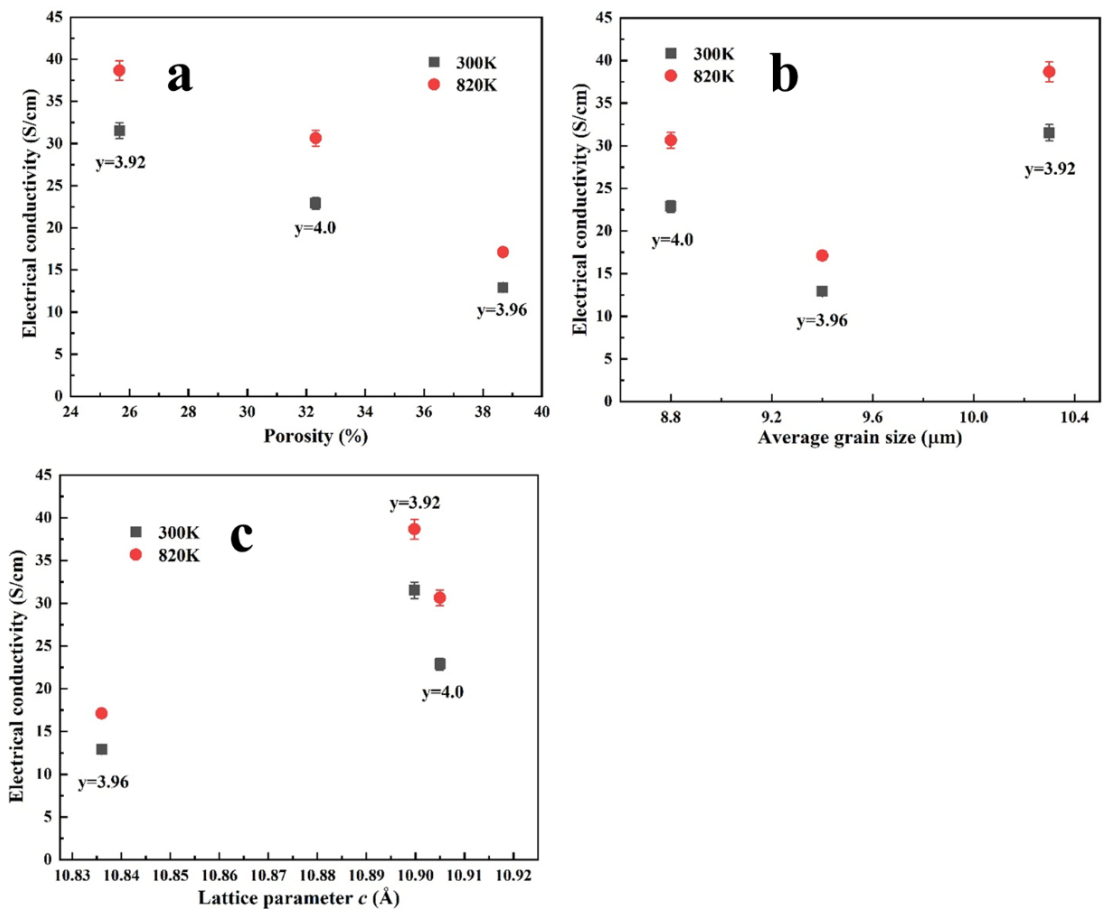 45
40
35
30
25
20
15
10
5
0
Electrical conductivity (S/cm)
a
300K
820K
y=3.92
y=4.0
y=3.96
24 26 28 30 32 34 36 38 40
Porosity (%)
45
40
35
30
25
20
15
10
5
0
Electrical conductivity (S/cm)
300K
820K
b
y=3.92
y=4.0
y=3.96
8.8 9.2 9.6 10.0 10.4
Average grain size (μm)
45
40
35
30
25
20
15
10
5
0
Electrical conductivity (S/cm)
300K
820K
c
y=3.92
y=4.0
y=3.96
10.83 10.84 10.85 10.86 10.87 10.88 10.89 10.90 10.91 10.92
Lattice parameter c (Å)